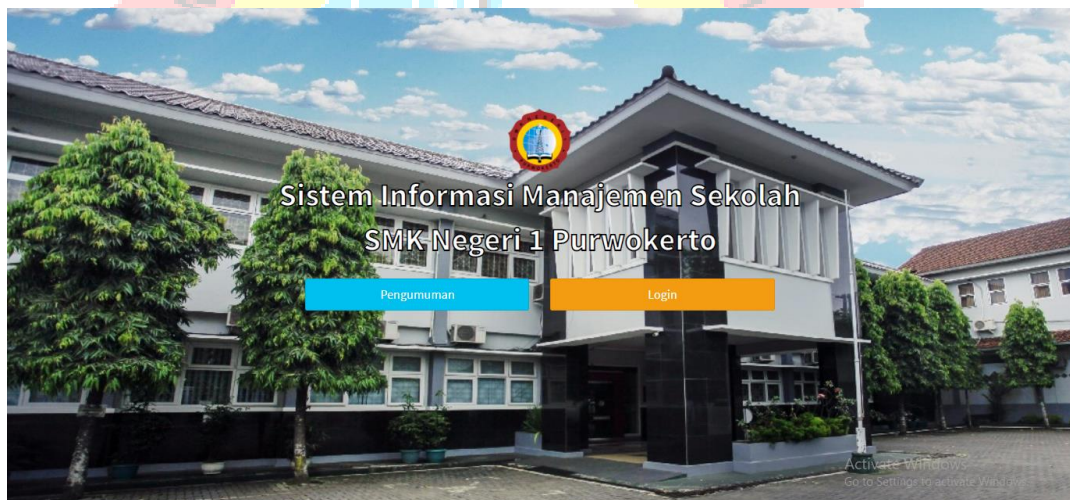 Sistem Informasi Manajemen Sekolah
SMK Negeri 1 Purwokerto
Pengumuman
Login
Activate Windows
Go to Settings to activate Windows.